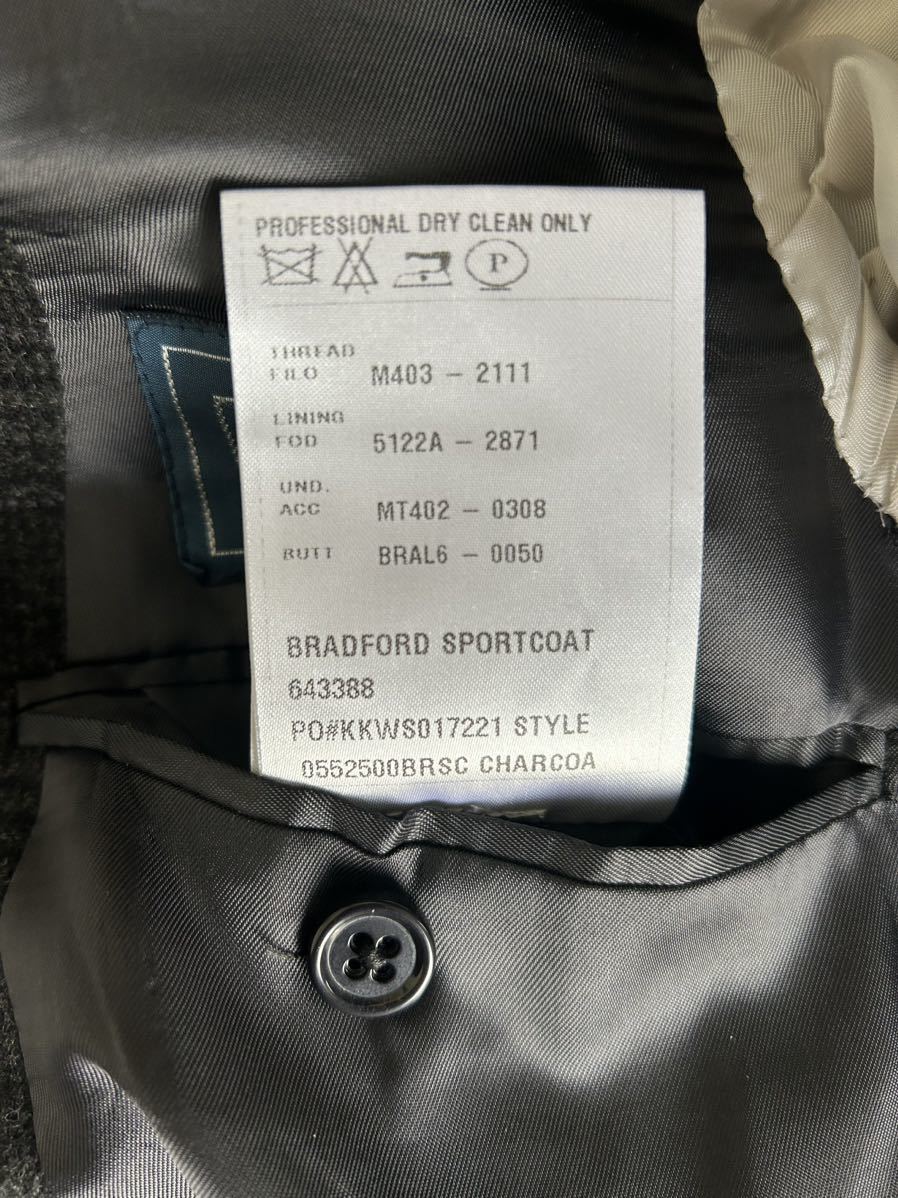 PROFESSIONAL DRY CLEAN ONLY
P
THREAD
FILO M403 - 2111
LINING
FOD 5122A - 2871
UND.
ACC MT402 - 0308
BUTT BRAL6 - 0050
BRADFORD SPORTCOAT
643388
PO#KKWS017221 STYLE
0552500BRSC CHARCOA